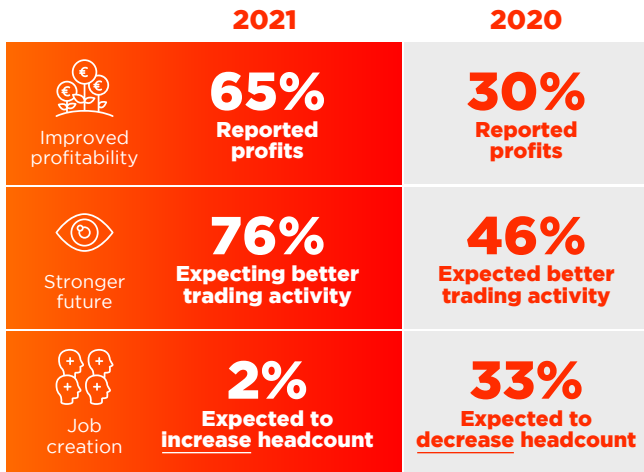 2021 2020
Improved
profitability
65%
Reported
profits
30%
Reported
profits
Stronger
future
76%
Expecting better
trading activity
46%
Expected better
trading activity
Job
creation
2%
Expected to
increase headcount
33%
Expected to
decrease headcount